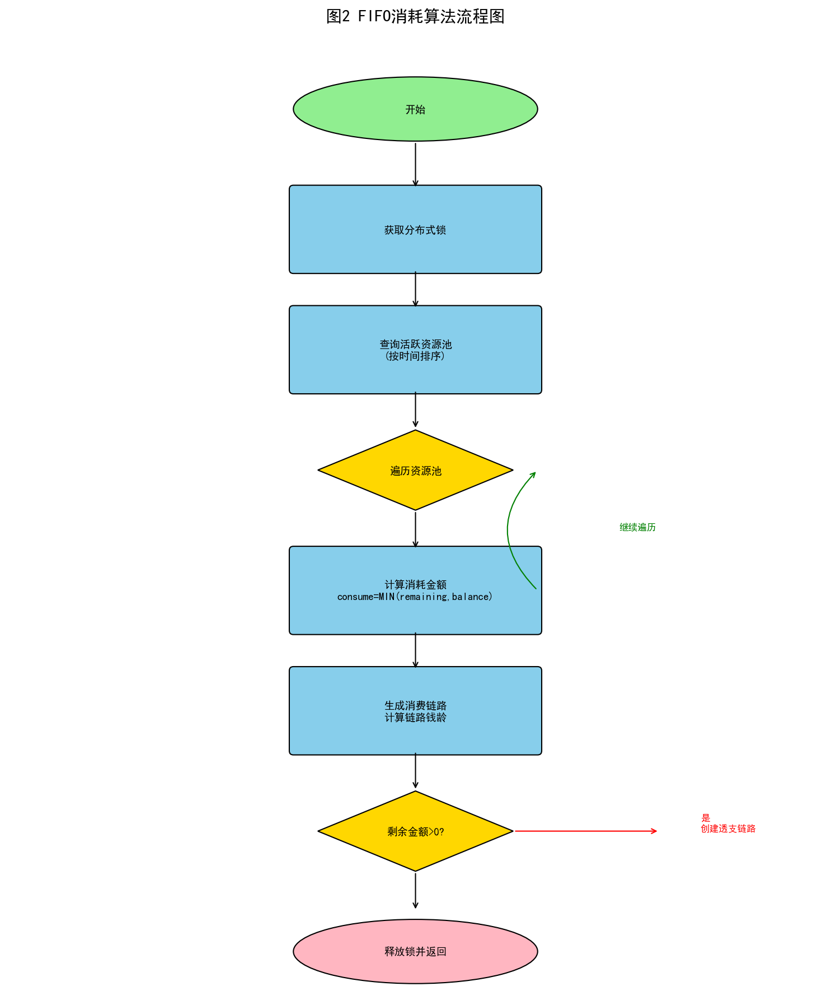 图2 FIFO消耗算法流程图
开始
获取分布式锁
查询活跃资源池
(按时间排序)
遍历资源池
继续遍历
计算消耗金额
consume=MIN(remaining,balance)
生成消费链路
计算链路钱龄
是
创建透支链路
剩余金额>0?
释放锁并返回